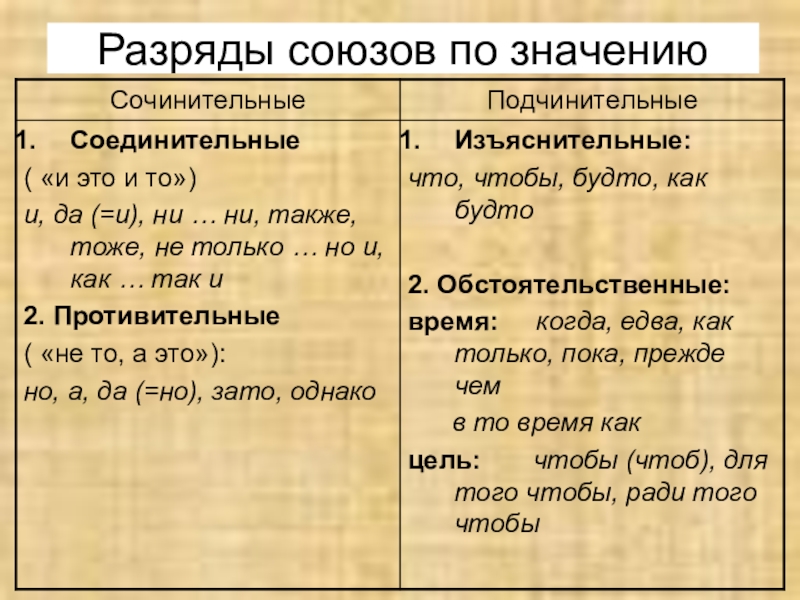 Разряды союзов по значению
Сочинительные
1. Соединительные
( «и это и то»)
и, да (=и), ни … ни, также,
тоже, не только … но и,
как … так и
2. Противительные
( «не то, а это»):
но, а, да (=но), зато, однако
Подчинительные
1. Изъяснительные:
что, чтобы, будто, как
будто
2. Обстоятельственные:
время: когда, едва, как
только, пока, прежде
чем
в то время как
цель: чтобы (чтоб), для
того чтобы, ради того
чтобы